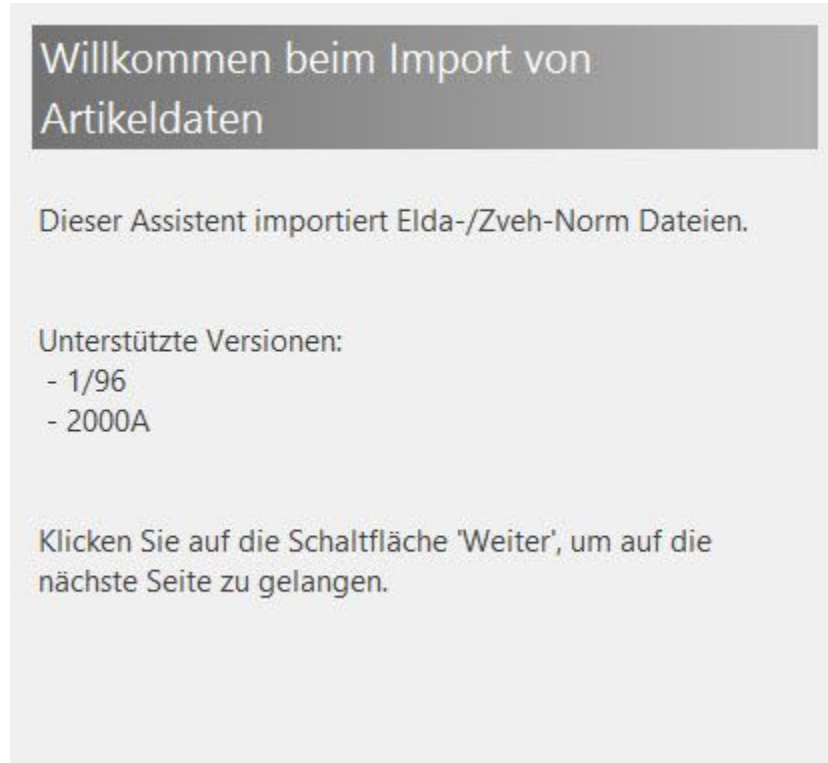 Willkommen beim Import von
Artikeldaten
Dieser Assistent importiert Elda-/Zveh-Norm Dateien.
Unterstützte Versionen:
- 1/96
- 2000A
Klicken Sie auf die Schaltfläche 'Weiter', um auf die
nächste Seite zu gelangen.